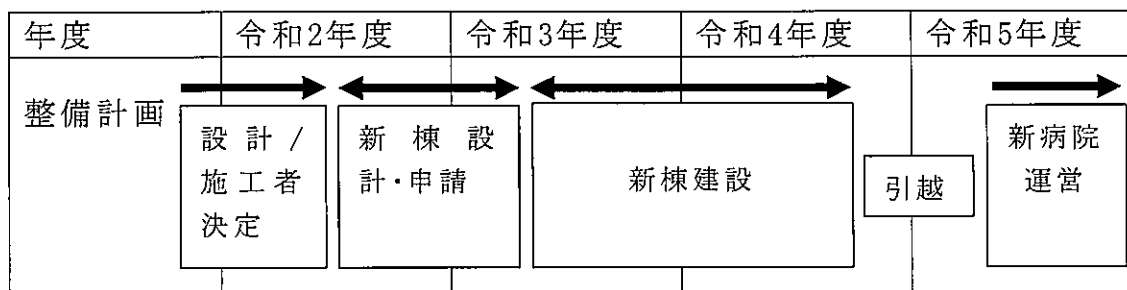 年度 令和2年度 令和3年度 令和4年度 令和5年度
整備計画
設計/
施工者
決定
新棟設
計・申請
新棟建設
引越
新病院
運営